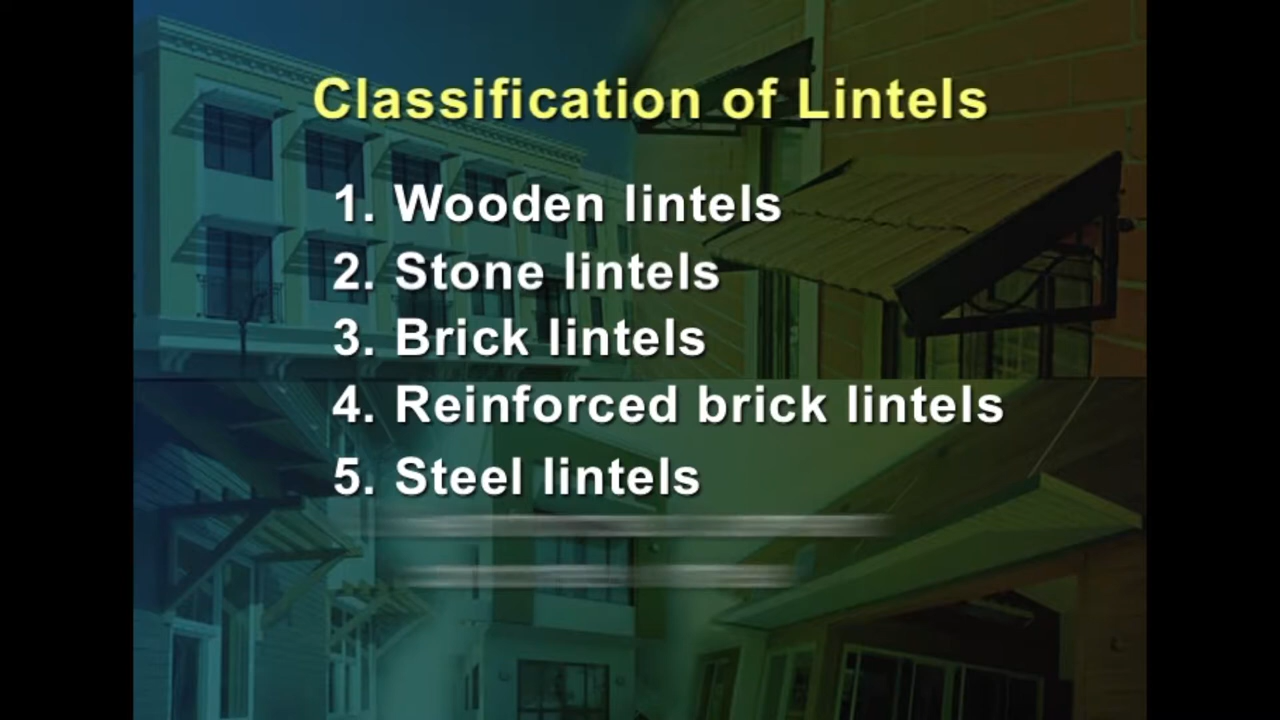 Classification of Lintels
1. Wooden lintels
2. Stone lintels
3. Brick lintels
4. Reinforced brick lintels
5. Steel lintels